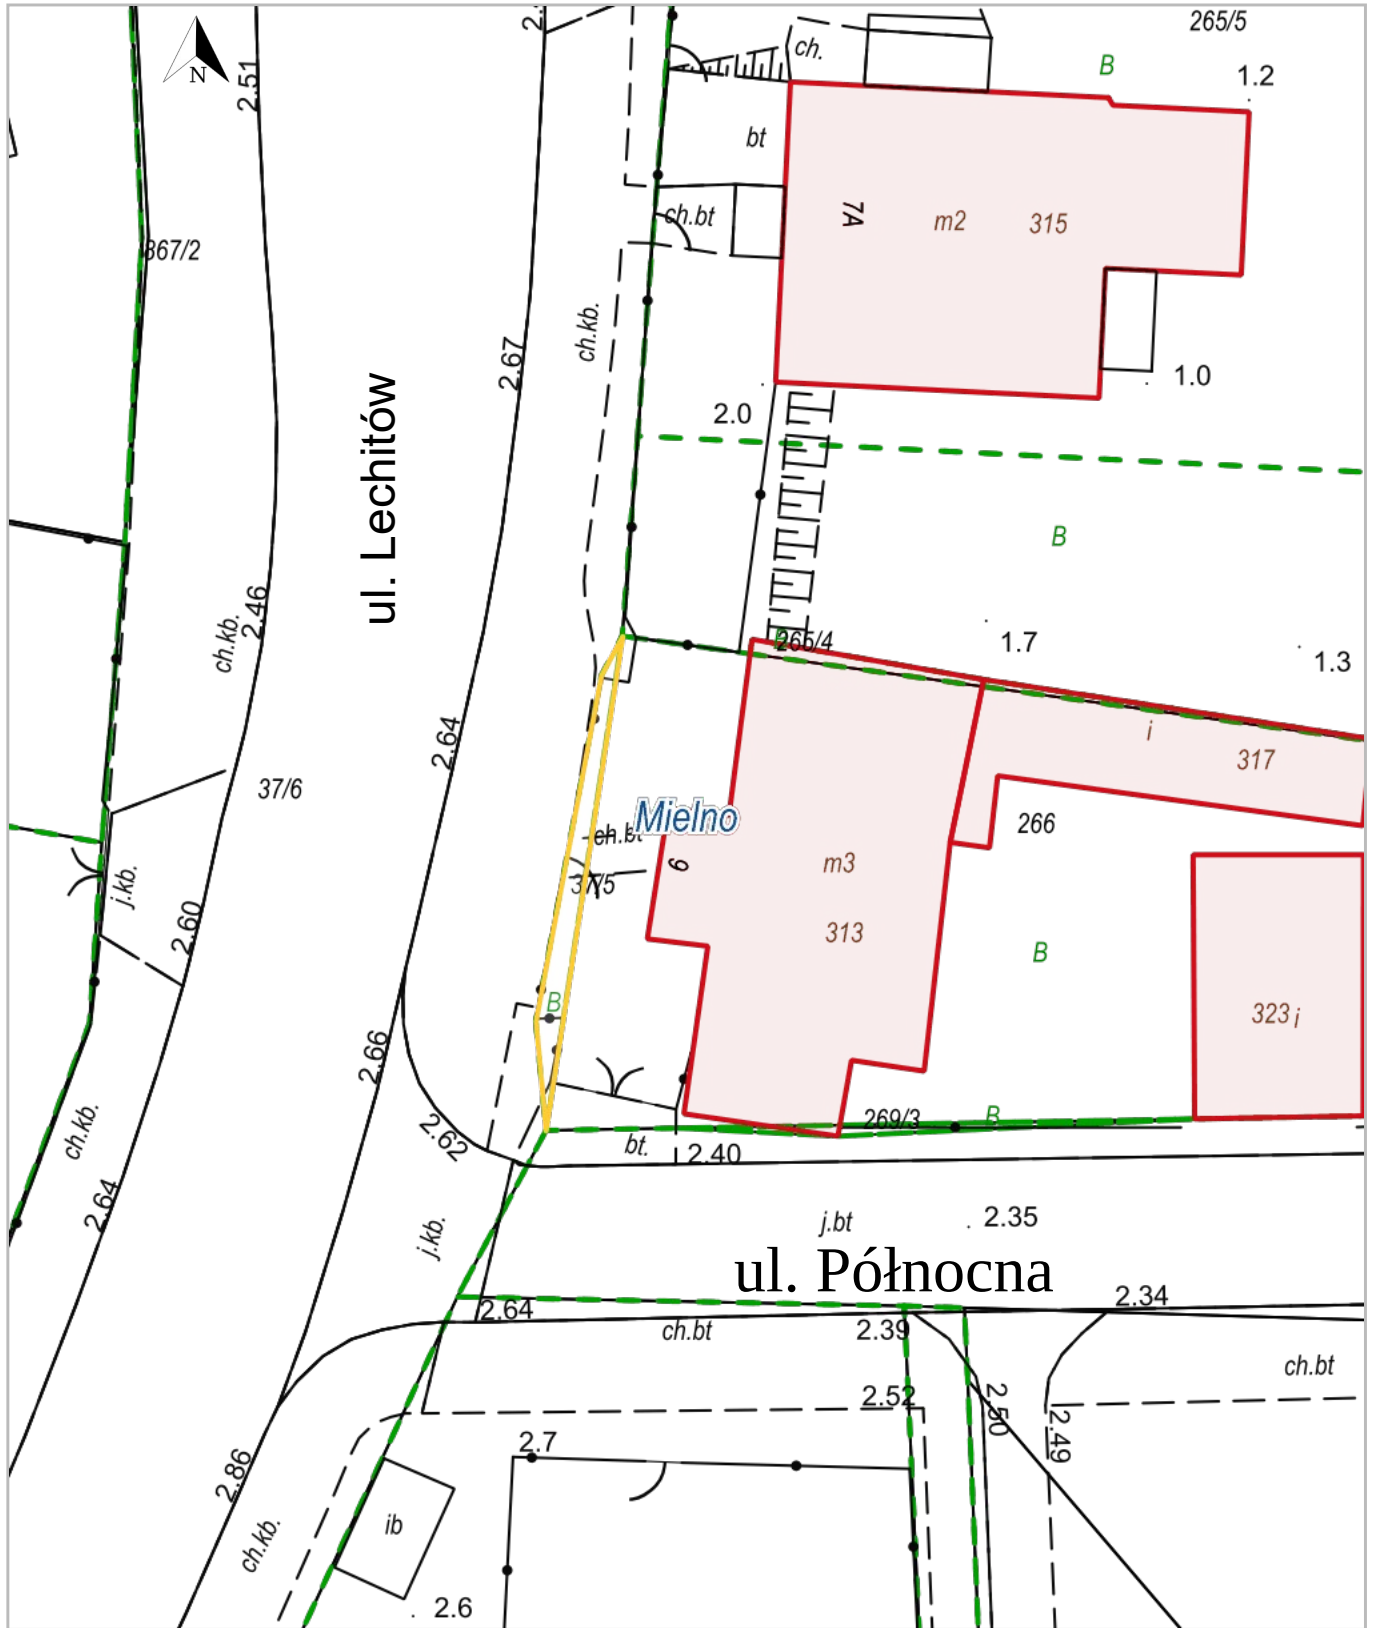 265/5
ch.
B
1.2
N
2.51
bt
ch.bt
7A
m2
315
867/2
ch.kb.
2.67
1.0
2.0
ul. Lechitów
B
2.46
ch.kb.
265/4
1.7
1.3
2.64
i
317
37/6
Mielno
ch.bt
266
9
m3
37/5
j.kb.
2.60
313
B
B
323 i
2.66
ch.kb.
2.62
bt.
2.40
269/3
B
2.64
j.kb.
j.bt
2.35
ul. Północna
2.64
ch.bt
2.39
2.34
ch.bt
2.52
2.50
2.49
2.7
2.86
ib
ch.kb.
2.6